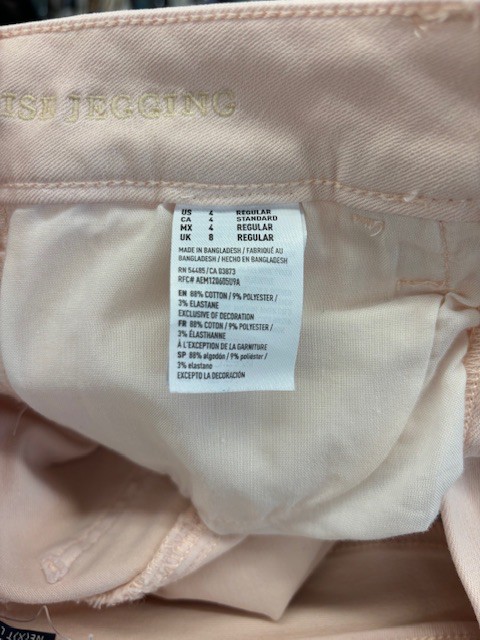 JEGGING
US 4 REGULAR
CA 4 STANDARD
MX 4 REGULAR
UK 8 REGULAR
MADE IN BANGLADESH / FABRIQUÉ AU
BANGLADESH / HECHO EN BANGLADESH
RN 54485 / CA 03873
RFC# AEM120605U9A
EN 88% COTTON / 9% POLYESTER /
3% ELASTANE
EXCLUSIVE OF DECORATION
FR 88% COTON / 9% POLYESTER /
3% ÉLASTHANNE
À L'EXCEPTION DE LA GARNITURE
SP 88% algodón / 9% poliéster /
3% elastano
EXCEPTO LA DECORACIÓN